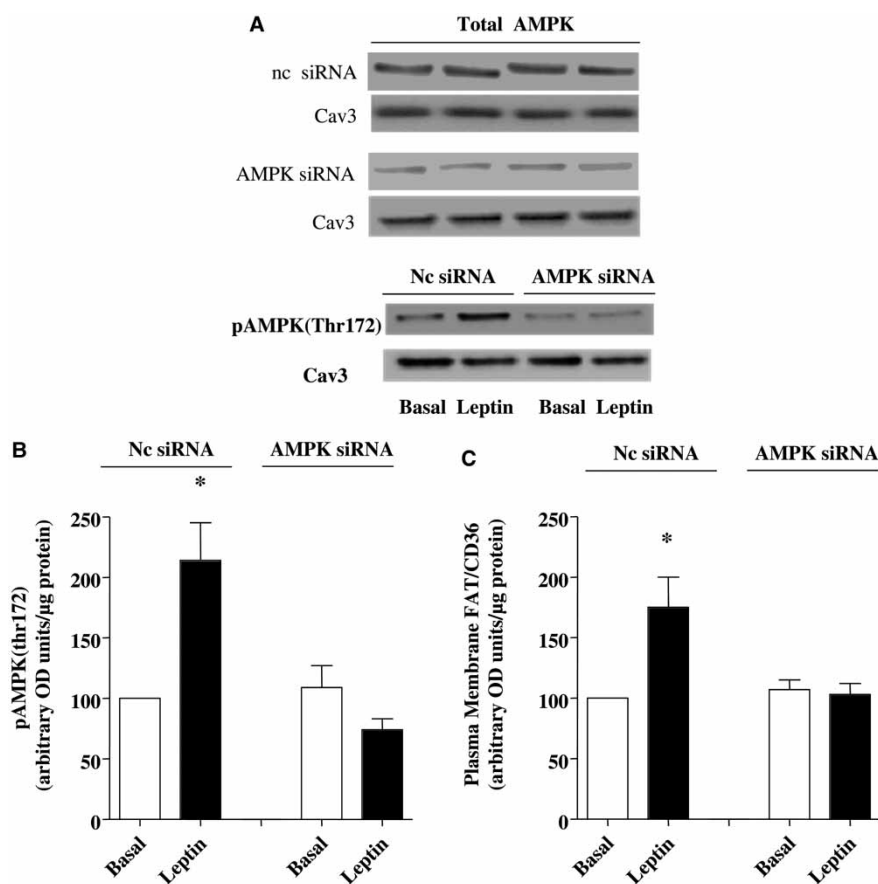 A
Total AMPK
nc siRNA
Cav3
AMPK siRNA
Cav3
Nc siRNA AMPK siRNA
pAMPK(Thr172)
Cav3
Basal Leptin Basal Leptin
B
Nc siRNA AMPK siRNA
*
pAMPK(thr172)
(arbitrary OD units/µg protein)
250
200
150
100
50
0
Basal Leptin Basal Leptin
C
Nc siRNA AMPK siRNA
*
Plasma Membrane FAT/CD36
(arbitrary OD units/µg protein)
250
200
150
100
50
0
Basal Leptin Basal Leptin